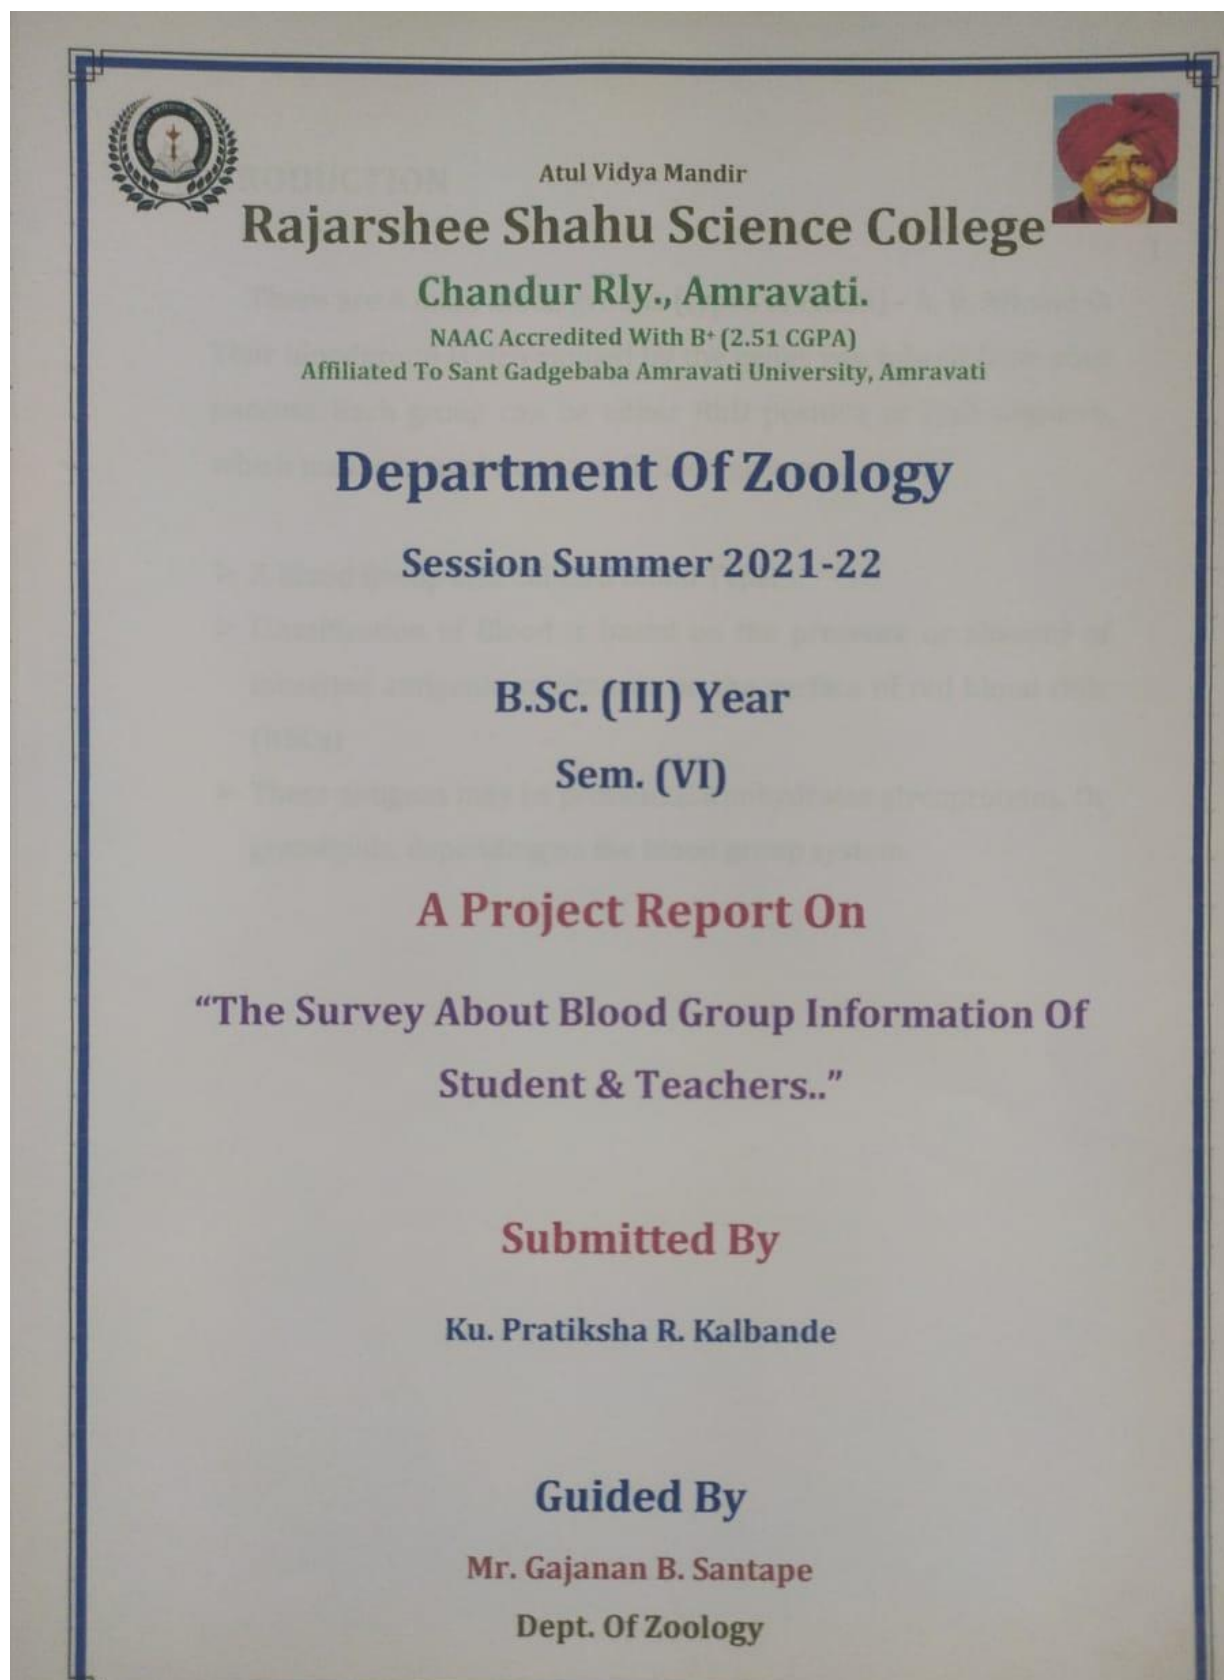 Atul Vidya Mandir
Rajarshee Shahu Science College
Chandur Rly., Amravati.
NAAC Accredited With B⁺ (2.51 CGPA)
Affiliated To Sant Gadgebaba Amravati University, Amravati
Department Of Zoology
Session Summer 2021-22
B.Sc. (III) Year
Sem. (VI)
A Project Report On
“The Survey About Blood Group Information Of
Student & Teachers..”
Submitted By
Ku. Pratiksha R. Kalbande
Guided By
Mr. Gajanan B. Santape
Dept. Of Zoology